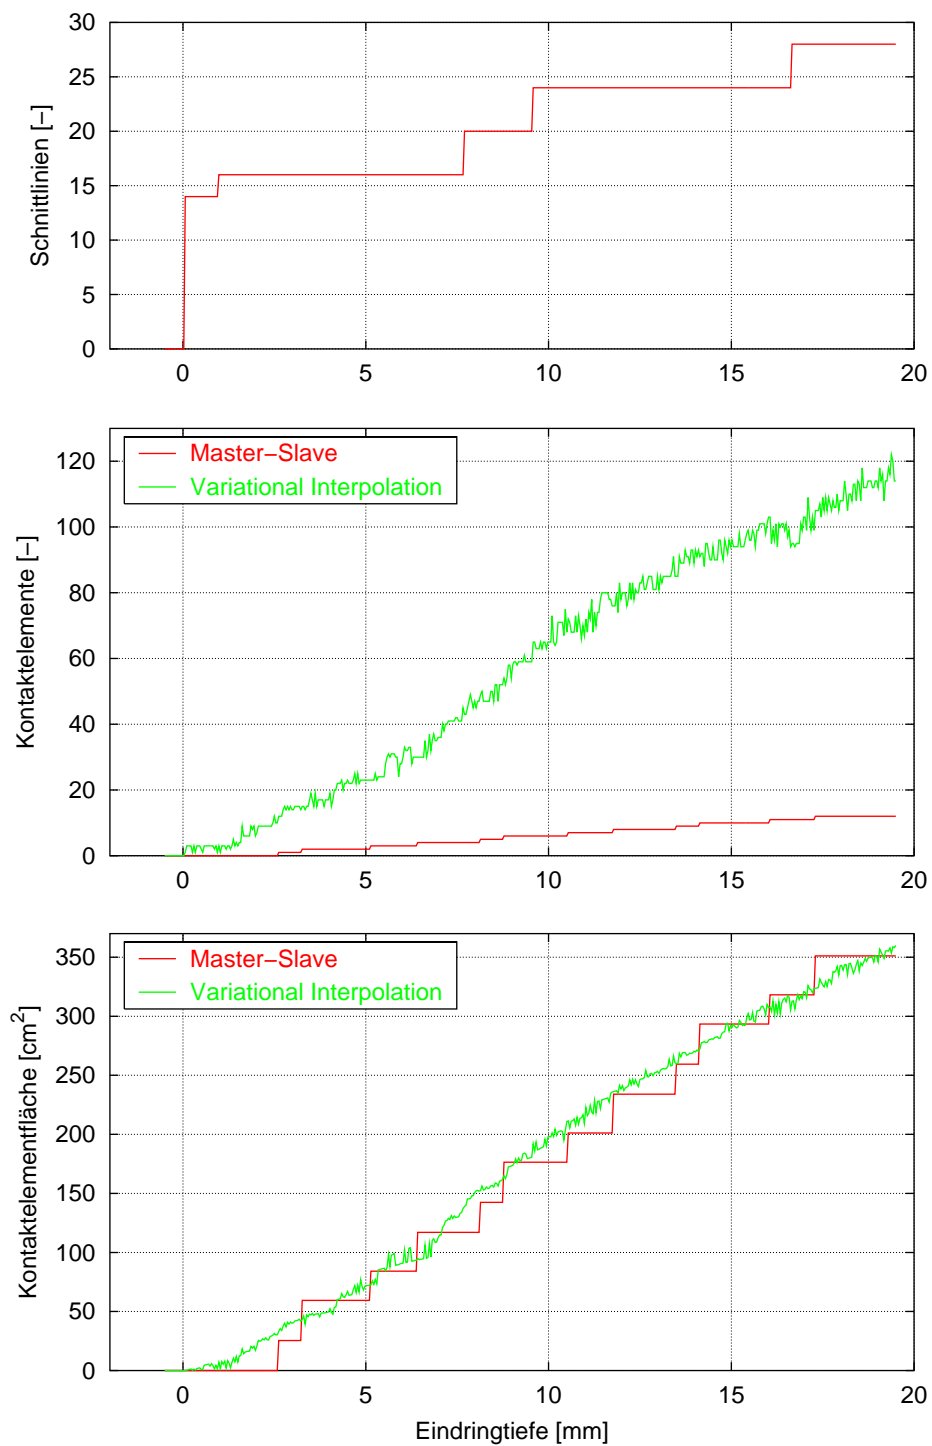 30
25
20
15
10
5
0
Schnittlinien [−]
0 5 10 15 20
Master−Slave
Variational Interpolation
120
100
80
60
40
20
0
Kontaktelemente [−]
0 5 10 15 20
Master−Slave
Variational Interpolation
350
300
250
200
150
100
50
0
Kontaktelementfläche [cm²]
0 5 10 15 20
Eindringtiefe [mm]